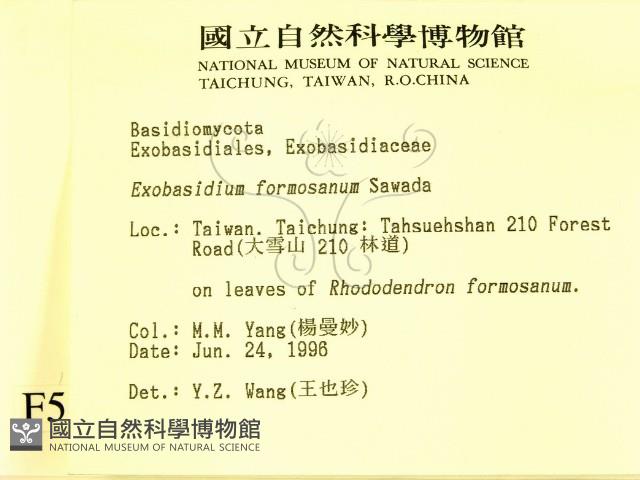 國立自然科學博物館
NATIONAL MUSEUM OF NATURAL SCIENCE
TAICHUNG, TAIWAN, R.O.CHINA
Basidiomycota
Exobasidiales, Exobasidiaceae
Exobasidium formosanum Sawada
Loc.: Taiwan. Taichung: Tahsuehshan 210 Forest
Road(大雪山 210 林道)
on leaves of Rhododendron formosanum.
Col.: M.M. Yang(楊曼妙)
Date: Jun. 24, 1996
Det.: Y.Z. Wang(王也珍)
F5
國立自然科學博物館
NATIONAL MUSEUM OF NATURAL SCIENCE